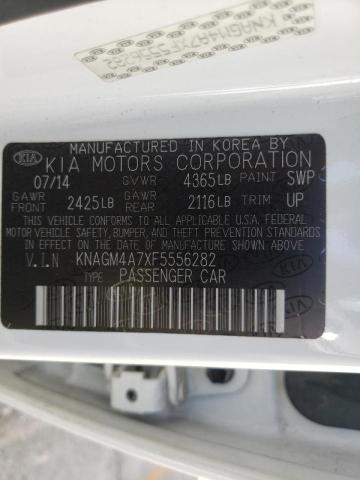 KNAGM4A7XF5556282
MANUFACTURED IN KOREA BY
KIA KIA MOTORS CORPORATION
07/14 GVWR 4365LB PAINT SWP
GAWR FRONT 2425LB GAWR REAR 2116LB TRIM UP
THIS VEHICLE CONFORMS TO ALL APPLICABLE U.S.A. FEDERAL
MOTOR VEHICLE SAFETY, BUMPER, AND THEFT PREVENTION STANDARDS
IN EFFECT ON THE DATE OF MANUFACTURE SHOWN ABOVE.
V.I.N KNAGM4A7XF5556282
PASSENGER CAR